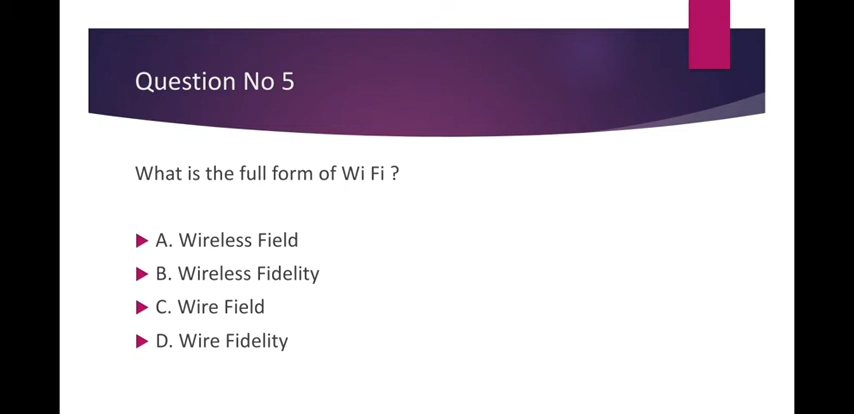 Question No 5
What is the full form of Wi Fi ?
A. Wireless Field
B. Wireless Fidelity
C. Wire Field
D. Wire Fidelity